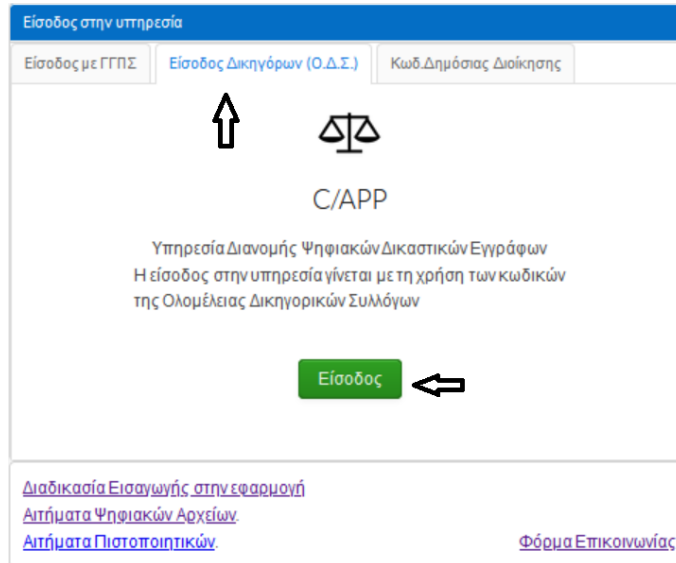 Είσοδος στην υπηρεσία
Είσοδος με ΓΓΠΣ Είσοδος Δικηγόρων (Ο.Δ.Σ.) Κωδ.Δημόσιας Διοίκησης
C/APP
Υπηρεσία Διανομής Ψηφιακών Δικαστικών Εγγράφων
Η είσοδος στην υπηρεσία γίνεται με τη χρήση των κωδικών
της Ολομέλειας Δικηγορικών Συλλόγων
Είσοδος
Διαδικασία Εισαγωγής στην εφαρμογή
Αιτήματα Ψηφιακών Αρχείων.
Αιτήματα Πιστοποιητικών. Φόρμα Επικοινωνίας